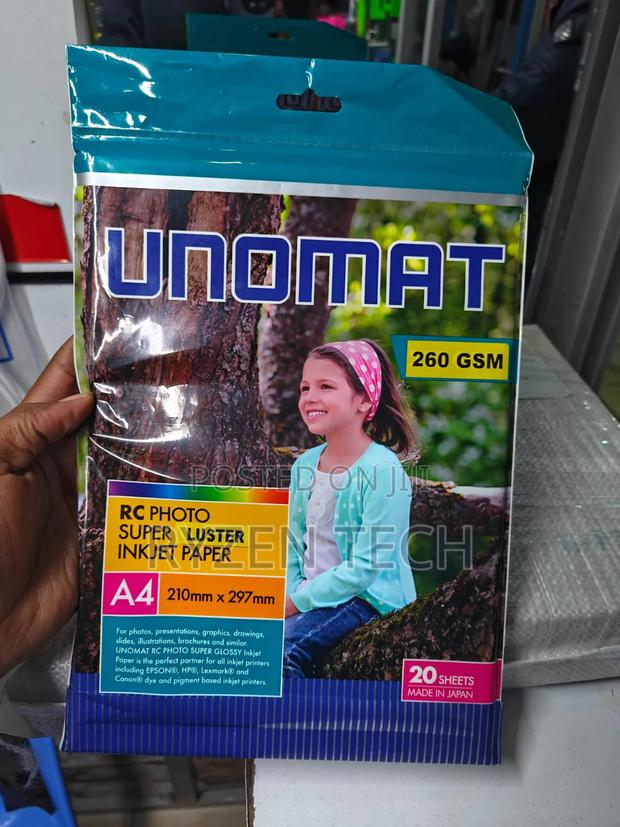 UNOMAT
260 GSM
POSTED ON JIJI
RYZEEN TECH
RC PHOTO
SUPER LUSTER
INKJET PAPER
A4 210mm x 297mm
For photos, presentations, graphics, drawings,
slides, illustrations, brochures and similar.
UNOMAT RC PHOTO SUPER GLOSSY Inkjet
Paper is the perfect partner for all inkjet printers
including EPSON®, HP®, Lexmark® and
Canon® dye and pigment based inkjet printers.
20 SHEETS
MADE IN JAPAN